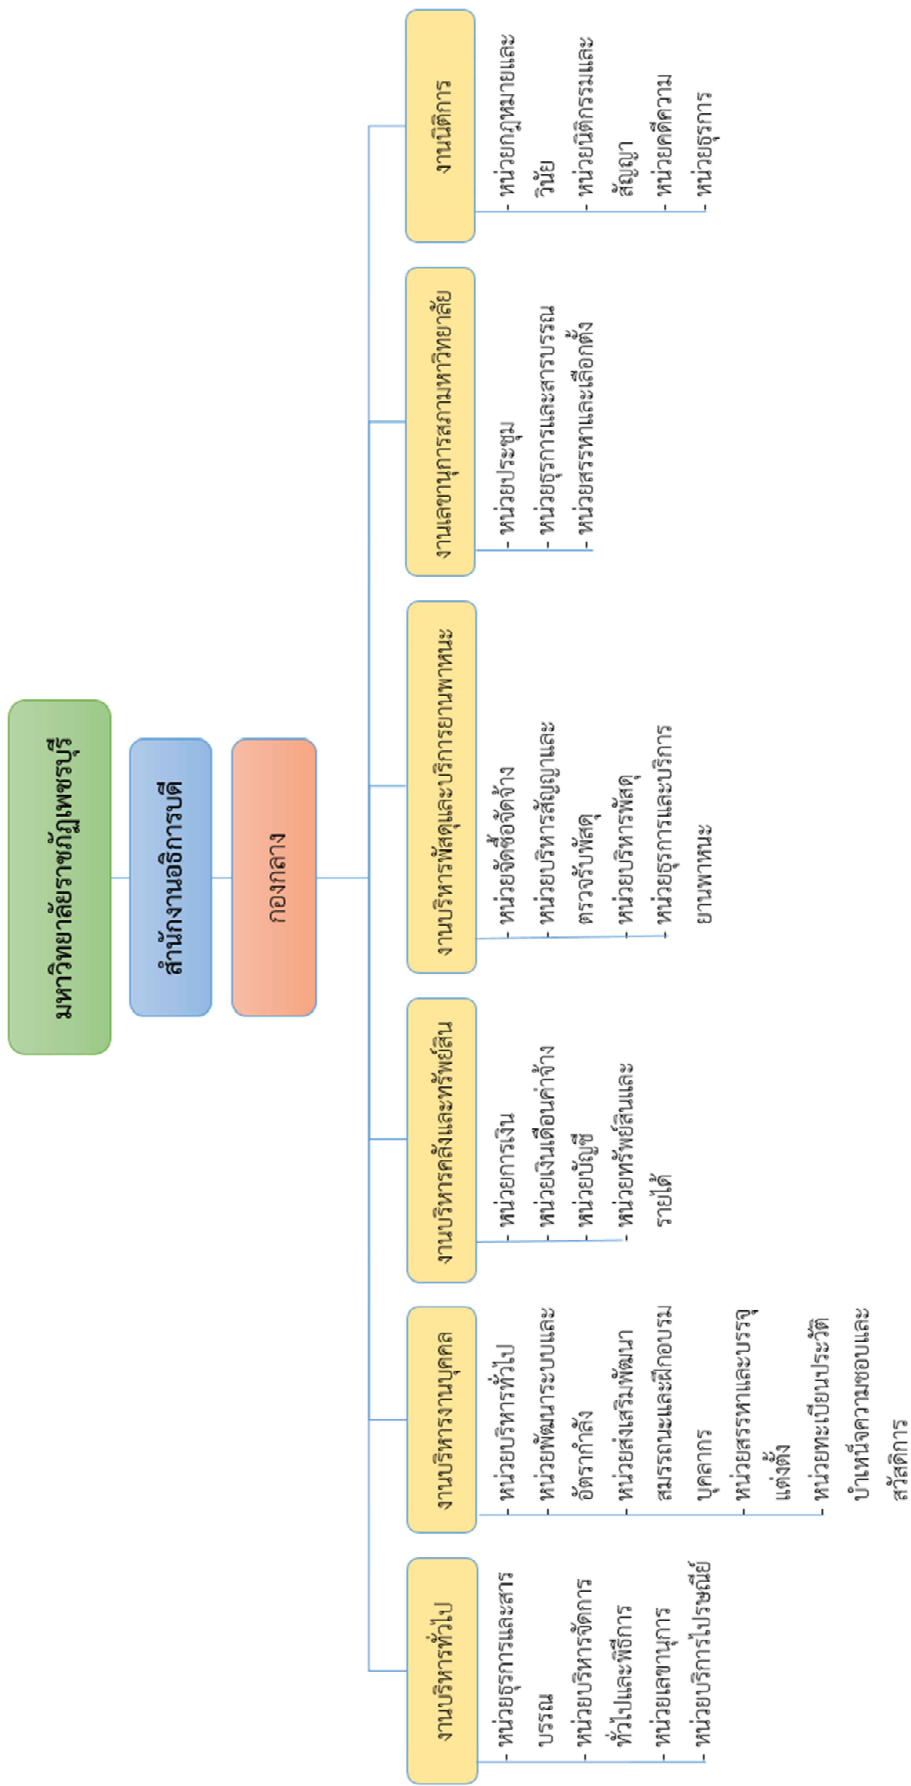 มหาวิทยาลัยราชภัฏเพชรบุรี
สำนักงานอธิการบดี
กองกลาง
งานบริหารทั่วไป
- หน่วยธุรการและสาร
บรรณ
- หน่วยบริหารจัดการ
ทั่วไปและพิธีการ
- หน่วยเลขานุการ
- หน่วยบริการไปรษณีย์
งานบริหารงานบุคคล
- หน่วยบริหารทั่วไป
- หน่วยพัฒนาระบบและ
อัตรากำลัง
- หน่วยส่งเสริมพัฒนา
สมรรถนะและฝึกอบรม
บุคลากร
- หน่วยสรรหาและบรรจุ
แต่งตั้ง
- หน่วยทะเบียนประวัติ
บำเหน็จความชอบและ
สวัสดิการ
งานบริหารคลังและทรัพย์สิน
- หน่วยการเงิน
- หน่วยเงินเดือนค่าจ้าง
- หน่วยบัญชี
- หน่วยทรัพย์สินและ
รายได้
งานบริหารพัสดุและบริการยานพาหนะ
- หน่วยจัดซื้อจัดจ้าง
- หน่วยบริหารสัญญาและ
ตรวจรับพัสดุ
- หน่วยบริหารพัสดุ
- หน่วยธุรการและบริการ
ยานพาหนะ
งานเลขานุการสภามหาวิทยาลัย
- หน่วยประชุม
- หน่วยธุรการและสารบรรณ
- หน่วยสรรหาและเลือกตั้ง
งานนิติการ
- หน่วยกฎหมายและ
วินัย
- หน่วยนิติกรรมและ
สัญญา
- หน่วยคดีความ
- หน่วยธุรการ